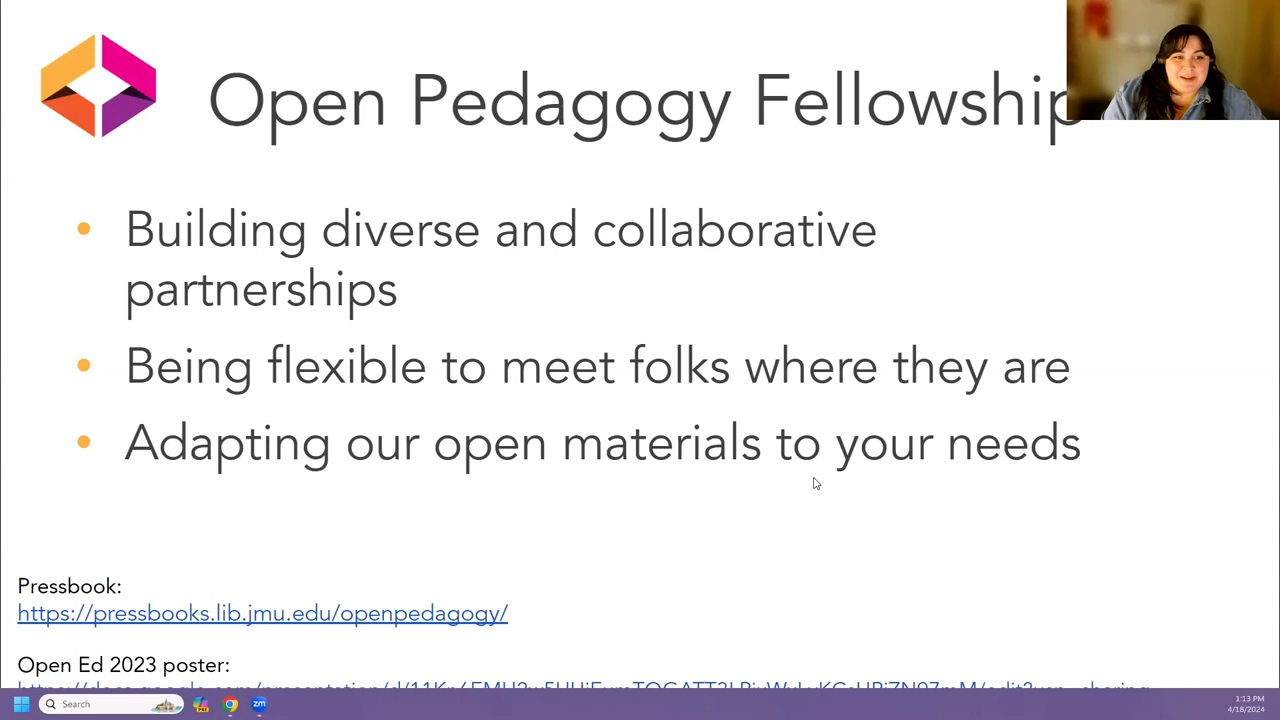 Open Pedagogy Fellowship
Building diverse and collaborative
partnerships
Being flexible to meet folks where they are
Adapting our open materials to your needs
Pressbook:
https://pressbooks.lib.jmu.edu/openpedagogy/
Open Ed 2023 poster:
Search
zm
1:13 PM
4/18/2024